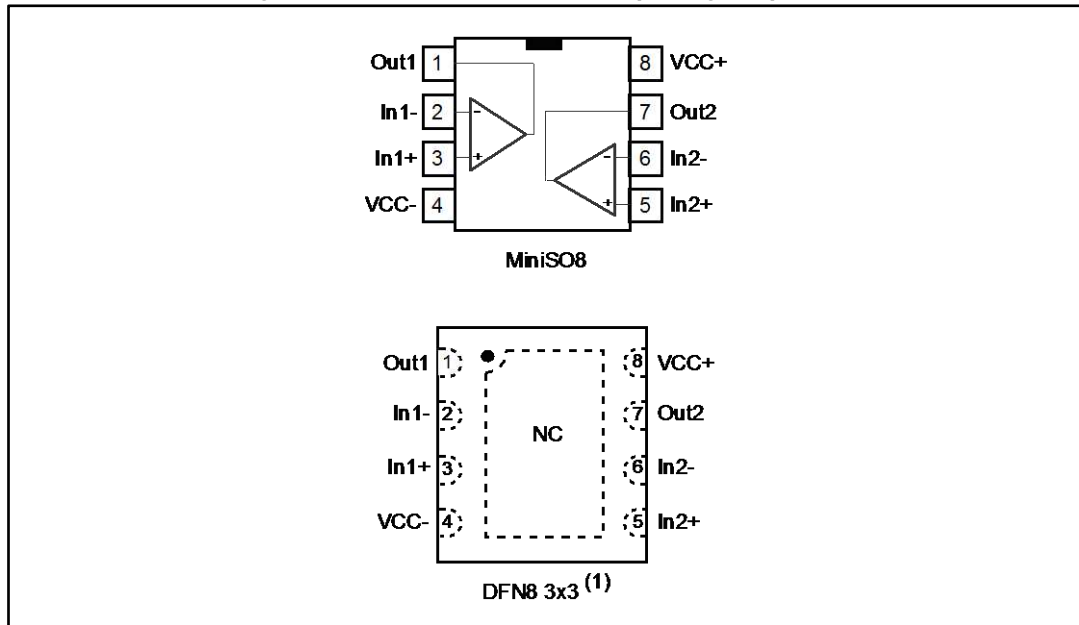 Out1 1 8 VCC+
In1- 2 - 7 Out2
In1+ 3 + - 6 In2-
VCC- 4 + 5 In2+
MiniSO8
Out1 1 8 VCC+
In1- 2 7 Out2
NC
In1+ 3 6 In2-
VCC- 4 5 In2+
DFN8 3x3 (1)